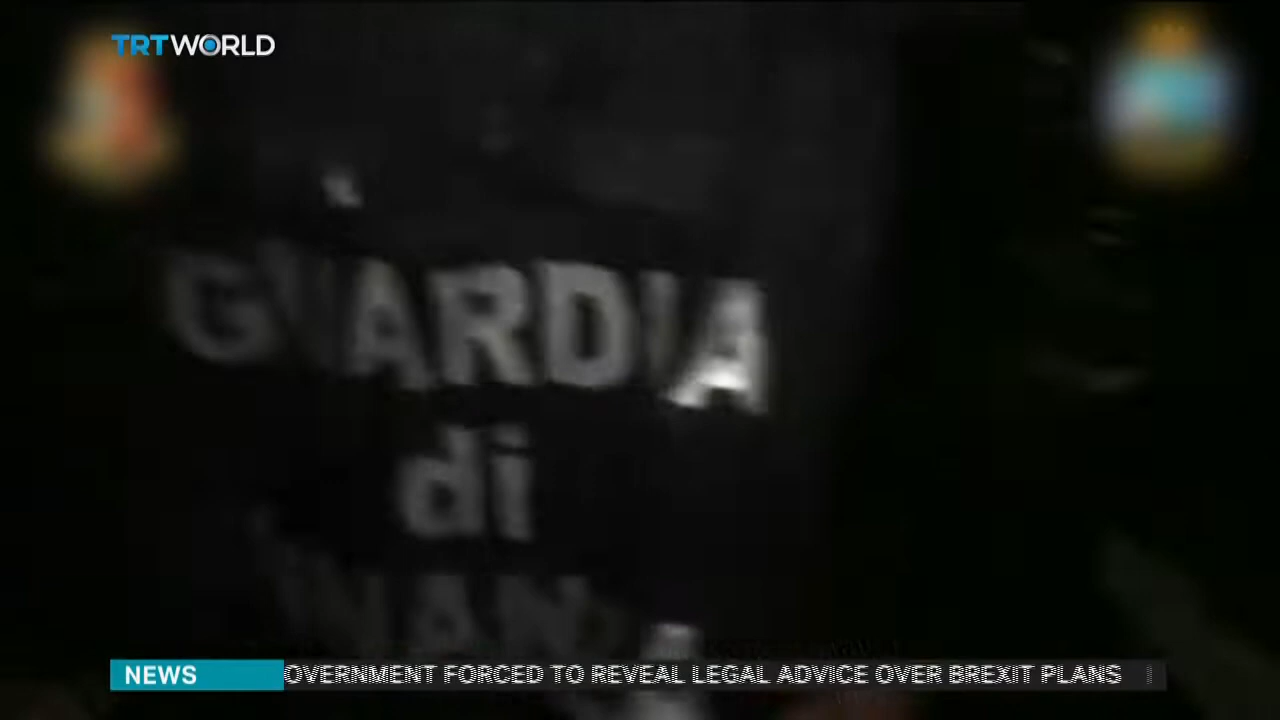 TRTWORLD
GUARDIA
di
NEWS
OVERNMENT FORCED TO REVEAL LEGAL ADVICE OVER BREXIT PLANS